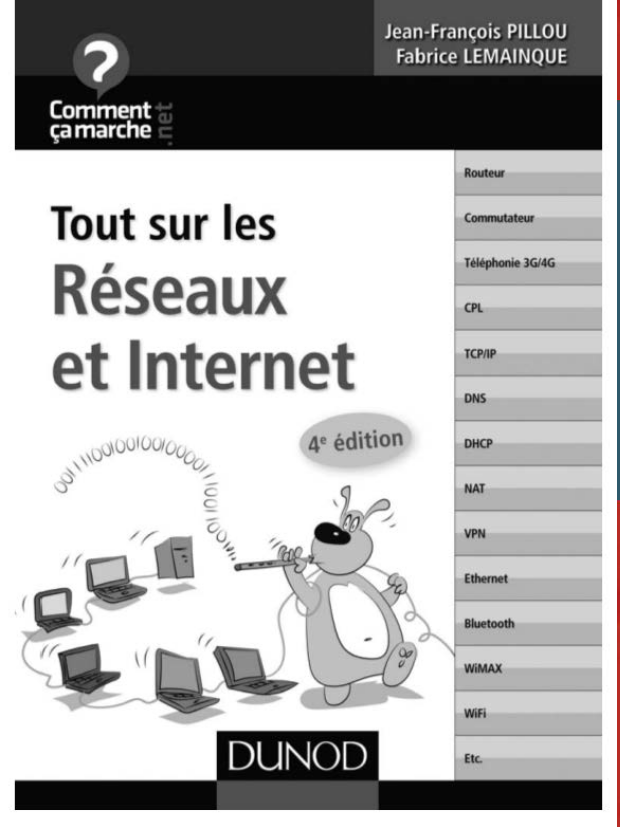 Jean-François PILLOU
Fabrice LEMAINQUE
?
Comment
ça marche
.net
Tout sur les
Réseaux
et Internet
4e édition
Routeur
Commutateur
Téléphonie 3G/4G
CPL
TCP/IP
DNS
DHCP
NAT
VPN
Ethernet
Bluetooth
WiMAX
WiFi
Etc.
DUNOD